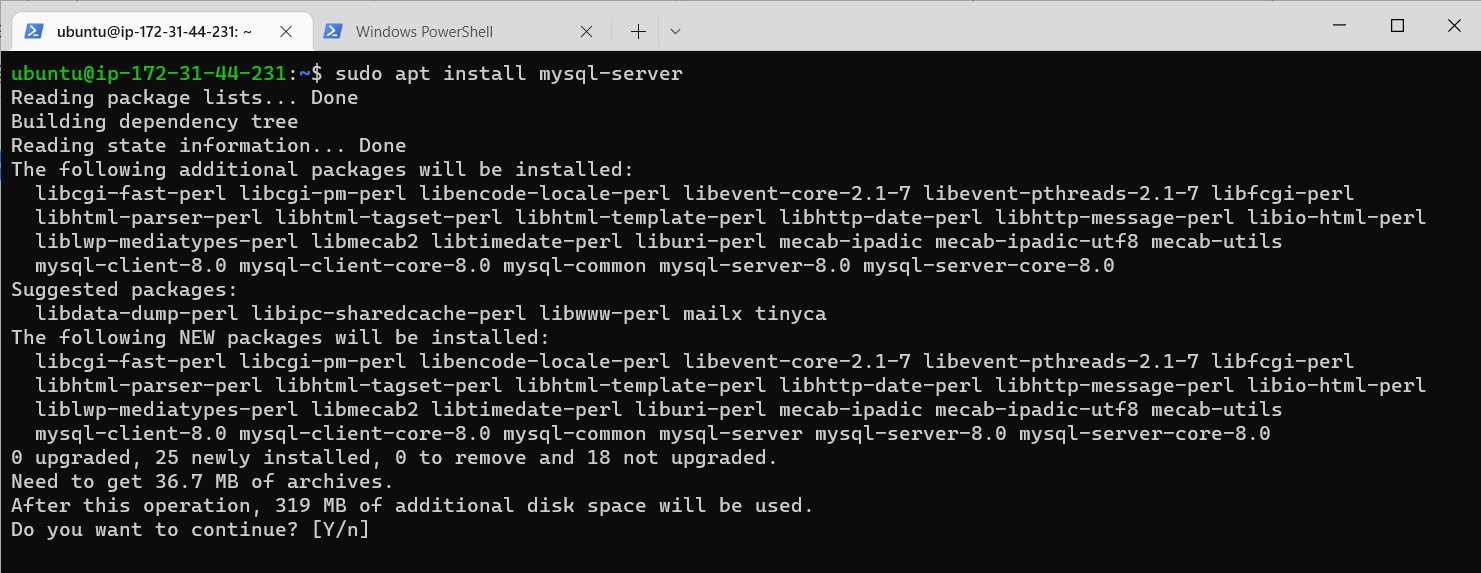 ubuntu@ip-172-31-44-231: ~
Windows PowerShell
ubuntu@ip-172-31-44-231:~$ sudo apt install mysql-server
Reading package lists... Done
Building dependency tree
Reading state information... Done
The following additional packages will be installed:
  libcgi-fast-perl libcgi-pm-perl libencode-locale-perl libevent-core-2.1-7 libevent-pthreads-2.1-7 libfcgi-perl
  libhtml-parser-perl libhtml-tagset-perl libhtml-template-perl libhttp-date-perl libhttp-message-perl libio-html-perl
  liblwp-mediatypes-perl libmecab2 libtimedate-perl liburi-perl mecab-ipadic mecab-ipadic-utf8 mecab-utils
  mysql-client-8.0 mysql-client-core-8.0 mysql-common mysql-server-8.0 mysql-server-core-8.0
Suggested packages:
  libdata-dump-perl libipc-sharedcache-perl libwww-perl mailx tinyca
The following NEW packages will be installed:
  libcgi-fast-perl libcgi-pm-perl libencode-locale-perl libevent-core-2.1-7 libevent-pthreads-2.1-7 libfcgi-perl
  libhtml-parser-perl libhtml-tagset-perl libhtml-template-perl libhttp-date-perl libhttp-message-perl libio-html-perl
  liblwp-mediatypes-perl libmecab2 libtimedate-perl liburi-perl mecab-ipadic mecab-ipadic-utf8 mecab-utils
  mysql-client-8.0 mysql-client-core-8.0 mysql-common mysql-server mysql-server-8.0 mysql-server-core-8.0
0 upgraded, 25 newly installed, 0 to remove and 18 not upgraded.
Need to get 36.7 MB of archives.
After this operation, 319 MB of additional disk space will be used.
Do you want to continue? [Y/n]